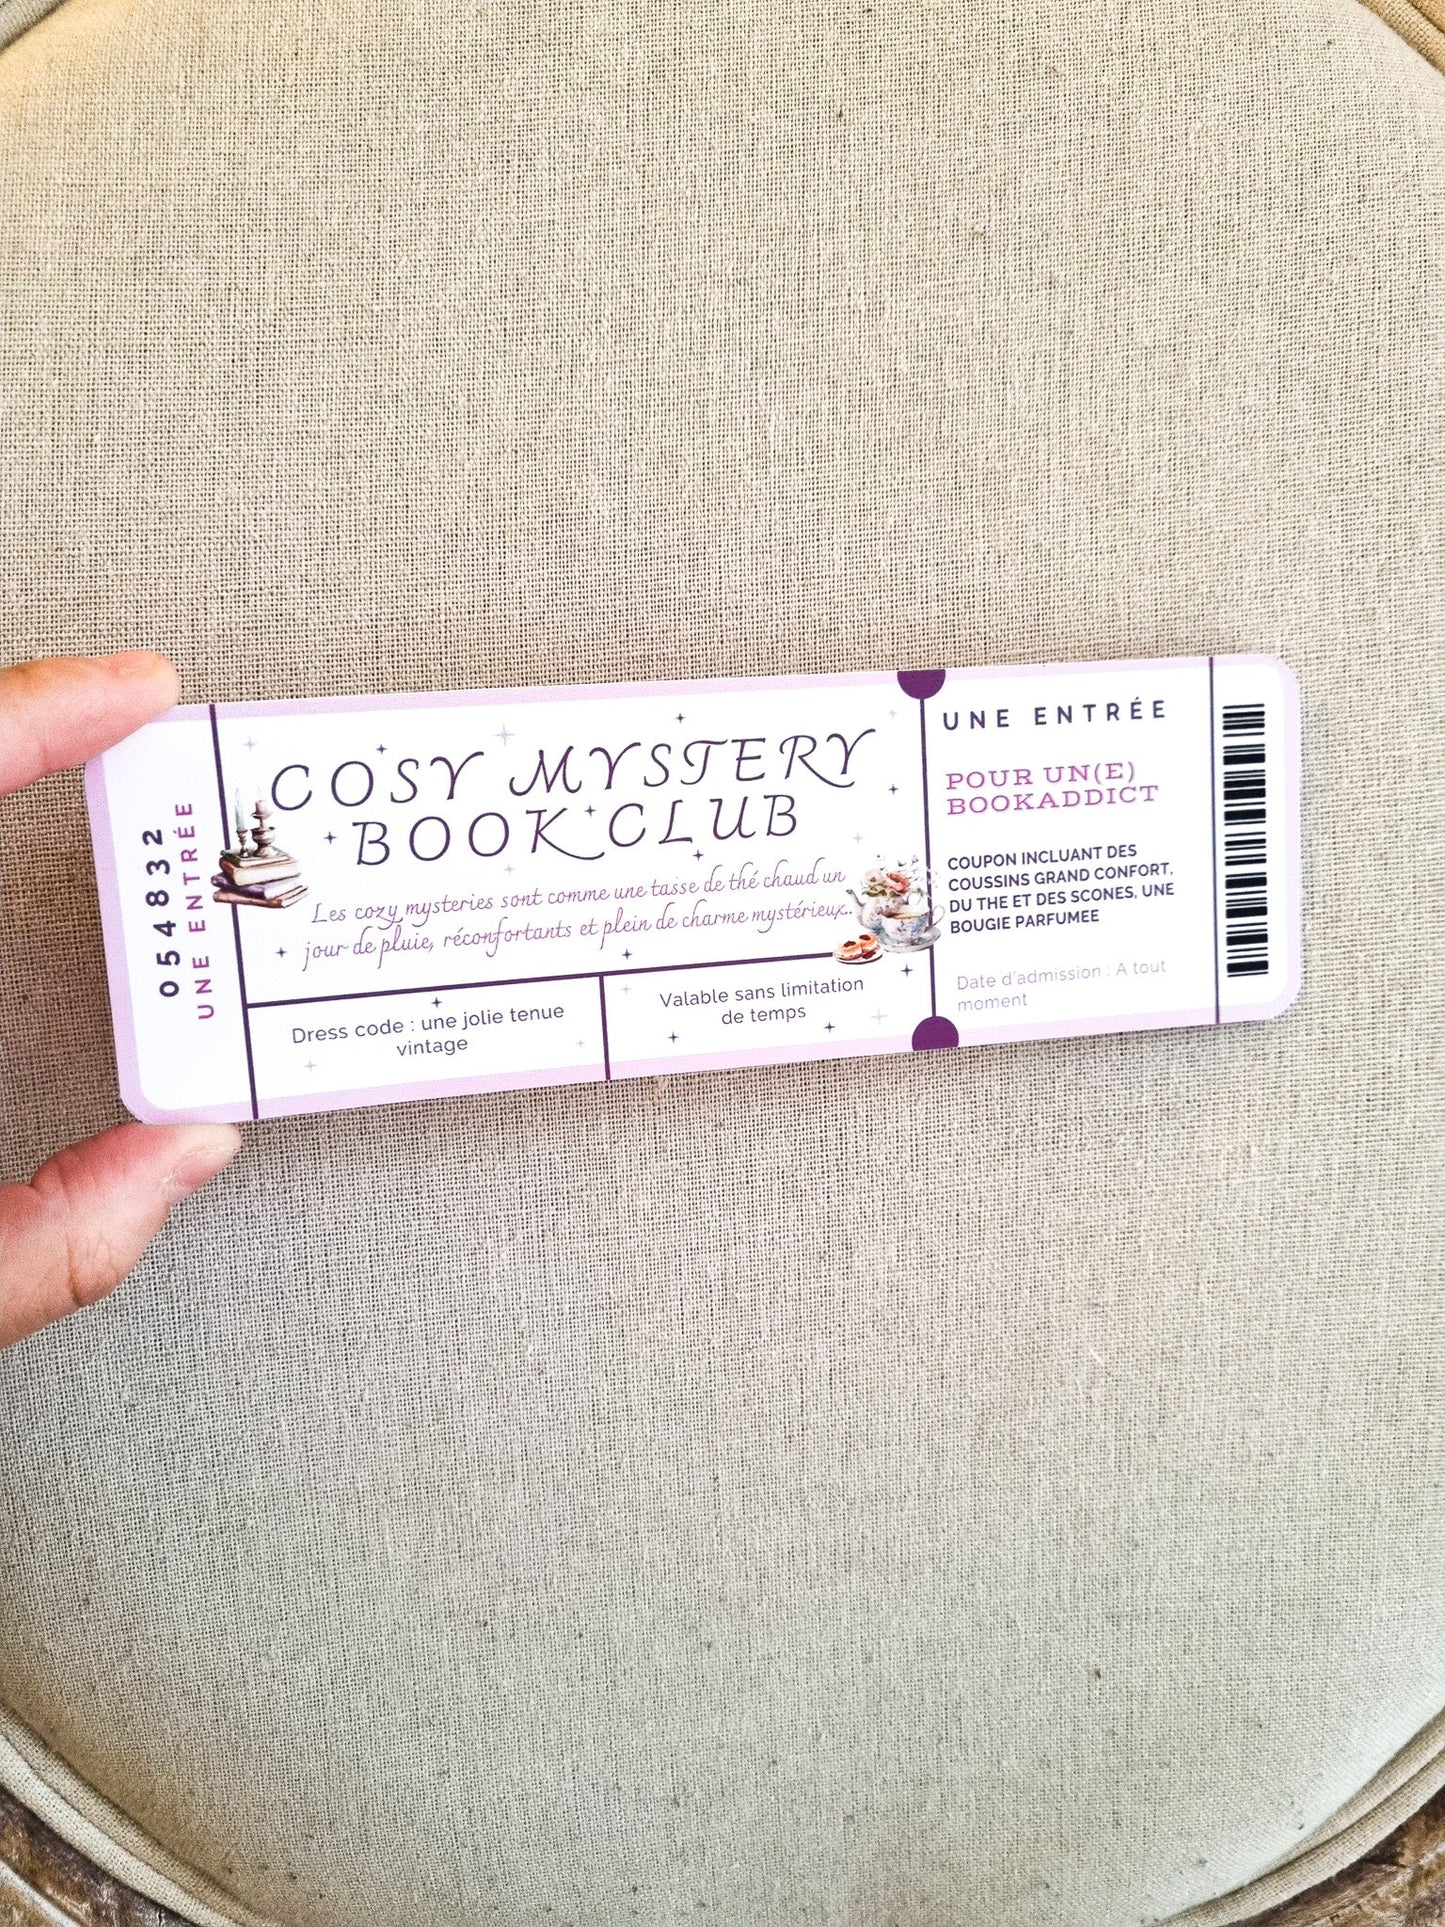 054832
UNE ENTRÉE
COSY MYSTERY
BOOK CLUB
Les cozy mysteries sont comme une tasse de thé chaud un
jour de pluie, réconfortants et plein de charme mystérieux..
Dress code : une jolie tenue
vintage
Valable sans limitation
de temps
UNE ENTRÉE
POUR UN(E)
BOOKADDICT
COUPON INCLUANT DES
COUSSINS GRAND CONFORT,
DU THE ET DES SCONES, UNE
BOUGIE PARFUMEE
Date d'admission : A tout
moment